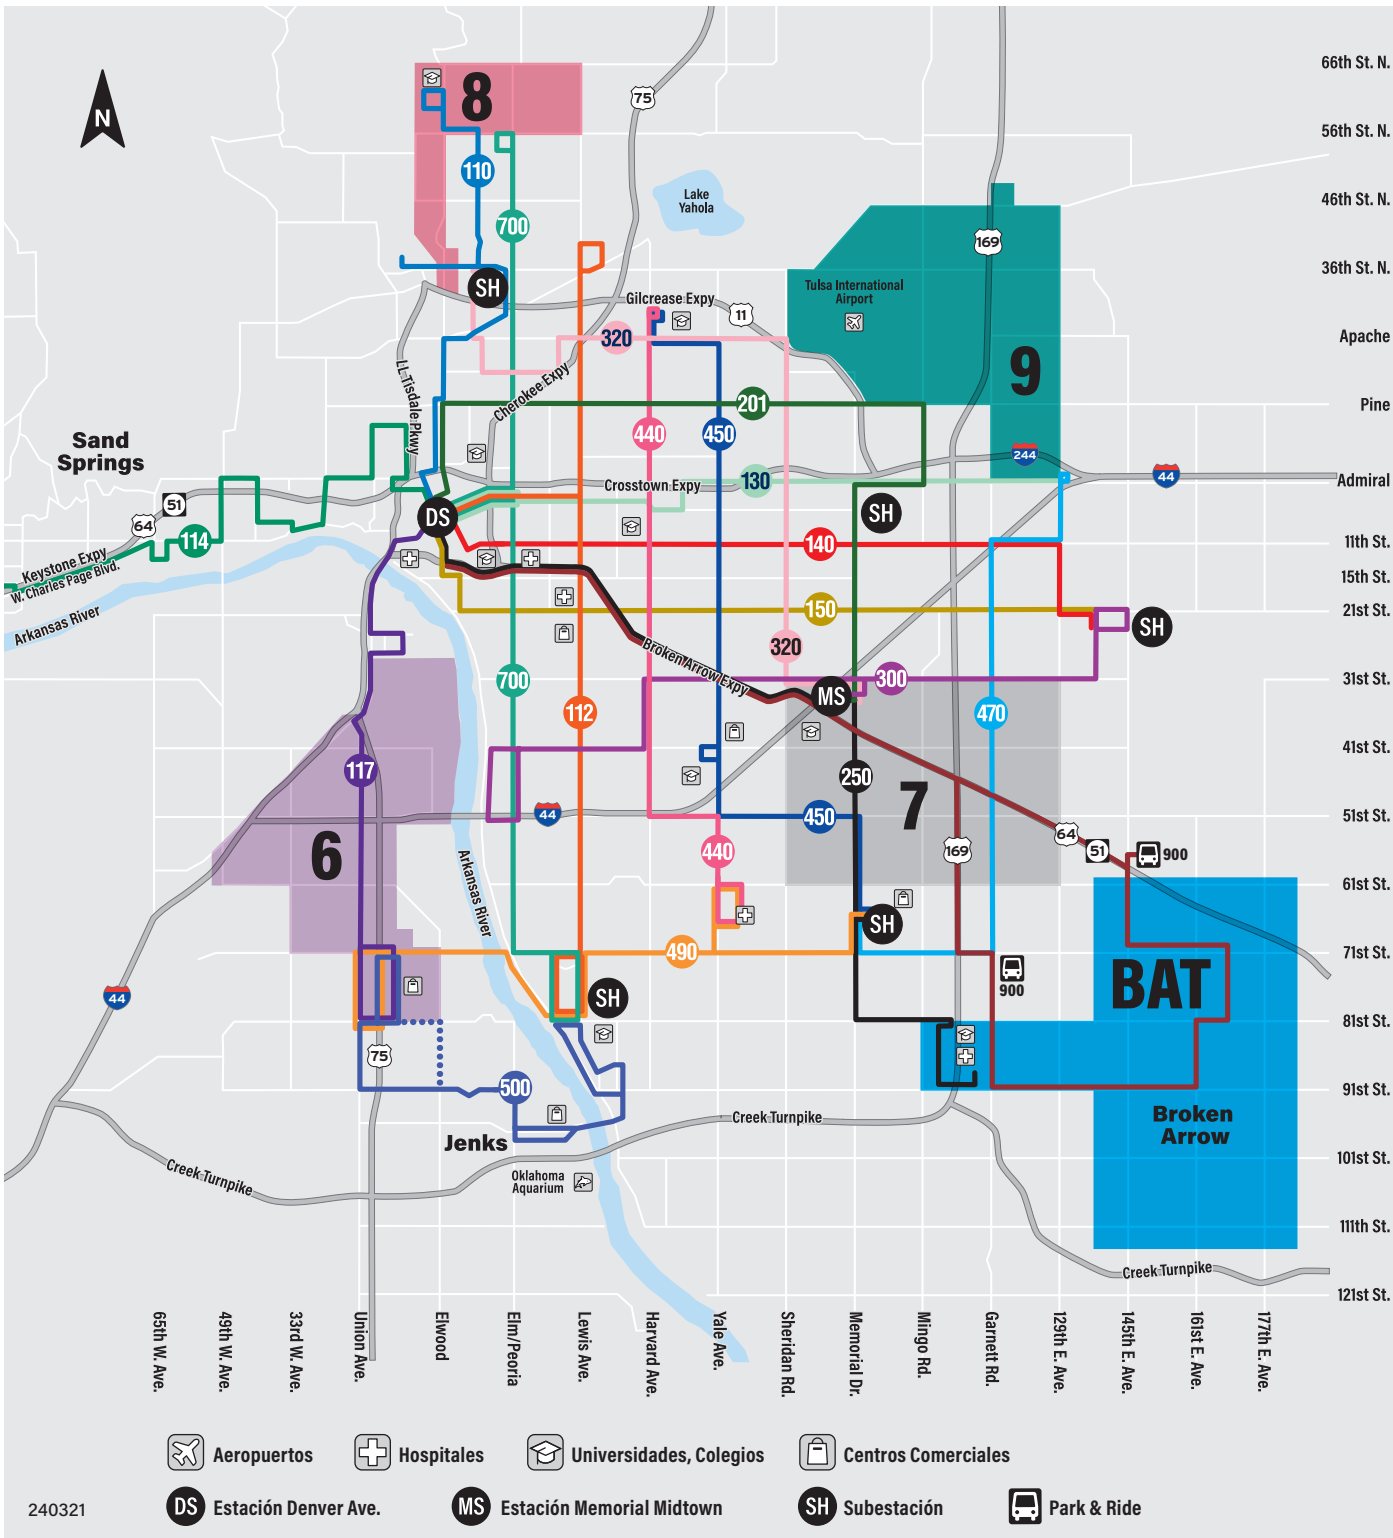 66th St. N.
8
75
N
56th St. N.
110
Lake
Yahola
46th St. N.
700
169
36th St. N.
SH
Tulsa International
Airport
Gilcrease Expy
11
320
Apache
9
LL Tisdale Pkwy
Cherokee Expy
201
Pine
Sand
Springs
440
450
244
44
Crosstown Expy
130
Admiral
51
64
DS
SH
114
140
11th St.
Keystone Expy
W. Charles Page Blvd.
15th St.
Arkansas River
150
21st St.
SH
320
Broken Arrow Expy
700
300
31st St.
MS
112
470
41st St.
117
250
7
44
450
51st St.
6
64
51
900
440
169
Arkansas River
61st St.
SH
490
71st St.
BAT
900
44
SH
81st St.
75
500
91st St.
Jenks
Creek Turnpike
Broken
Arrow
101st St.
Creek Turnpike
Oklahoma
Aquarium
111th St.
Creek Turnpike
121st St.
65th W. Ave.
49th W. Ave.
33rd W. Ave.
Union Ave.
Elwood
Elm/Peoria
Lewis Ave.
Harvard Ave.
Yale Ave.
Sheridan Rd.
Memorial Dr.
Mingo Rd.
Garnett Rd.
129th E. Ave.
145th E. Ave.
161st E. Ave.
177th E. Ave.
Aeropuertos
Hospitales
Universidades, Colegios
Centros Comerciales
240321
DS Estación Denver Ave.
MS Estación Memorial Midtown
SH Subestación
Park & Ride